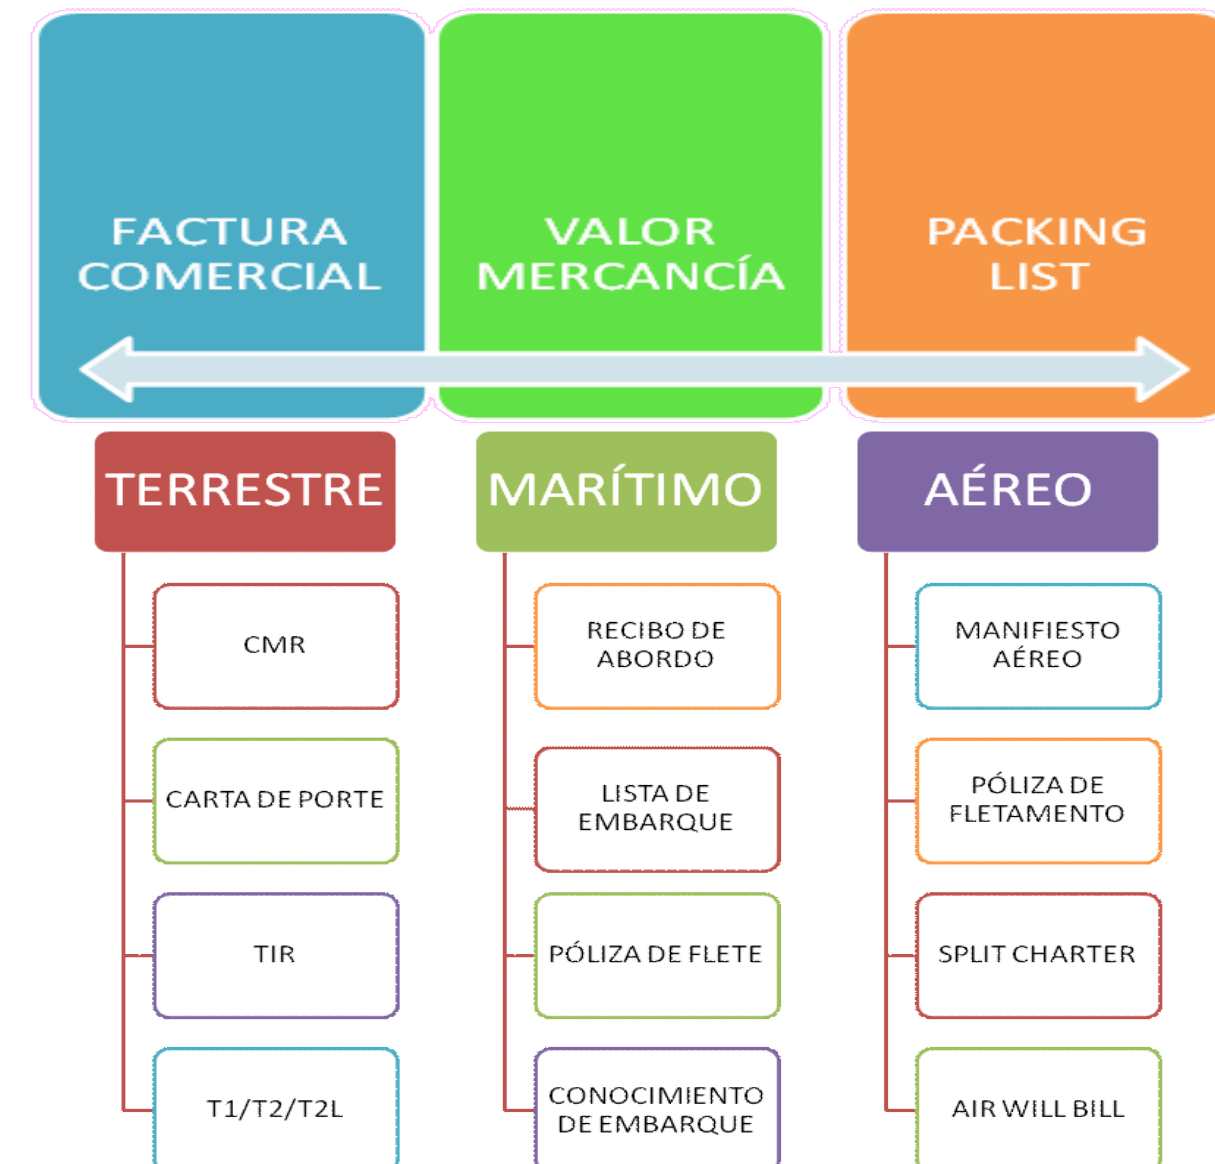 FACTURA
COMERCIAL
VALOR
MERCANCÍA
PACKING
LIST
TERRESTRE
CMR
CARTA DE PORTE
TIR
T1/T2/T2L
MARÍTIMO
RECIBO DE
ABORDO
LISTA DE
EMBARQUE
PÓLIZA DE FLETE
CONOCIMIENTO
DE EMBARQUE
AÉREO
MANIFIESTO
AÉREO
PÓLIZA DE
FLETAMENTO
SPLIT CHARTER
AIR WILL BILL